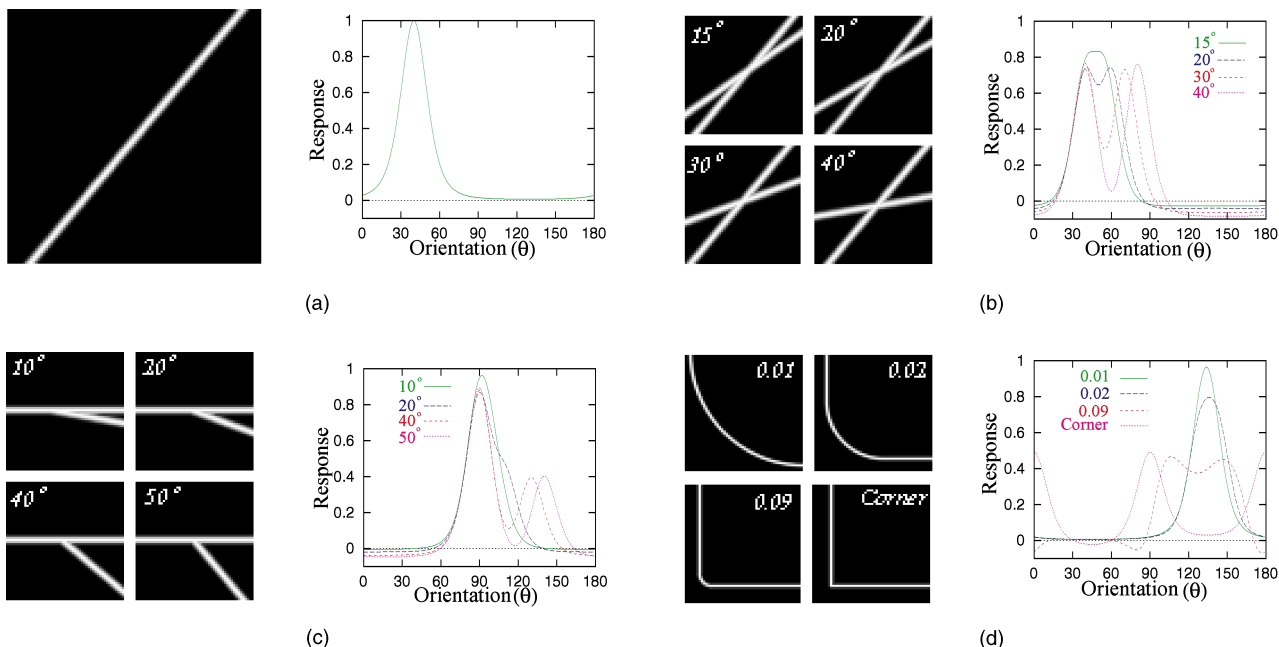 1
0.8
0.6
0.4
0.2
0
Response
0 30 60 90 120 150 180
Orientation (θ)
(a)
15° 20°
30° 40°
1
0.8
0.6
0.4
0.2
0
Response
15°
20°
30°
40°
0 30 60 90 120 150 180
Orientation (θ)
(b)
10° 20°
40° 50°
1
0.8
0.6
0.4
0.2
0
Response
10°
20°
40°
50°
0 30 60 90 120 150 180
Orientation (θ)
(c)
0.01 0.02
0.09 Corner
1
0.8
0.6
0.4
0.2
0
Response
0.01
0.02
0.09
Corner
0 30 60 90 120 150 180
Orientation (θ)
(d)